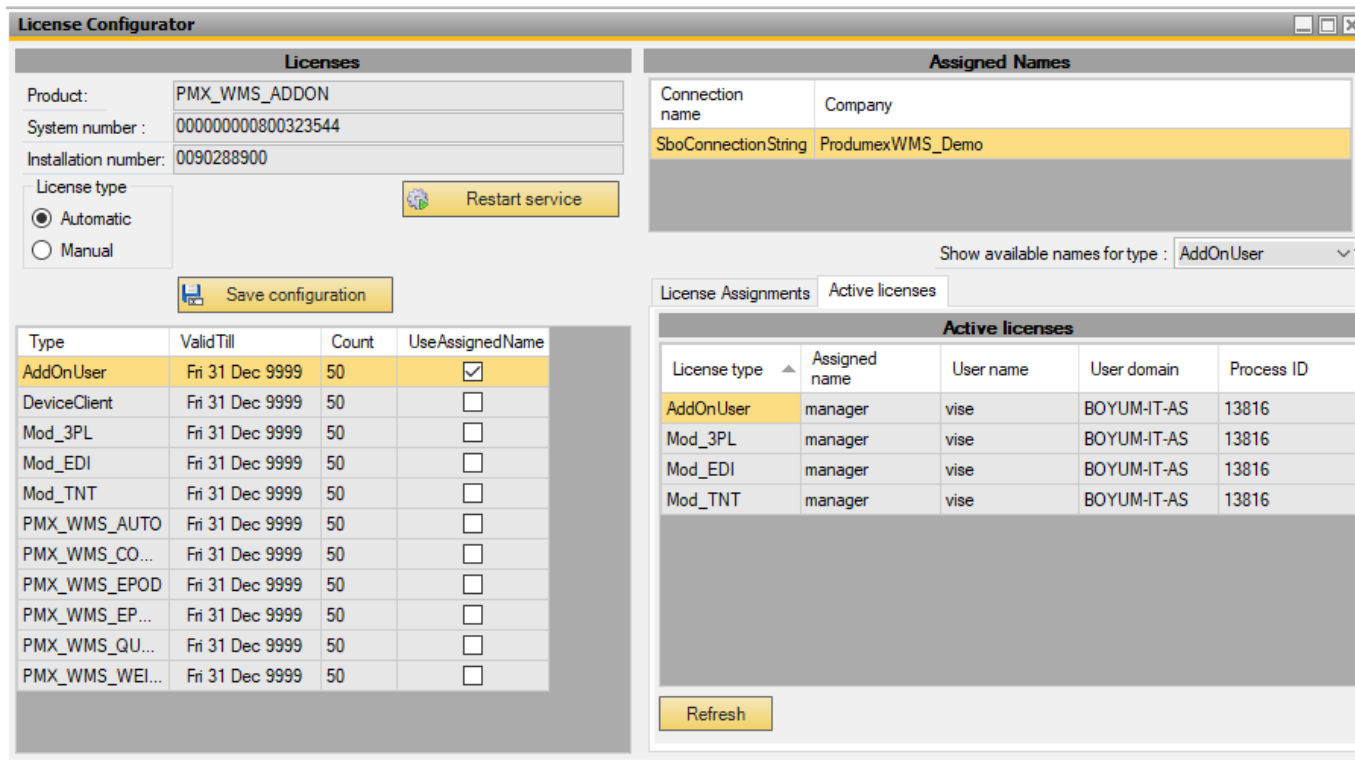 License Configurator
Licenses
Product: PMX_WMS_ADDON
System number : 000000000800323544
Installation number: 0090288900
License type
Automatic
Manual
Restart service
Save configuration
Type ValidTill Count UseAssignedName
AddOnUser Fri 31 Dec 9999 50
DeviceClient Fri 31 Dec 9999 50
Mod_3PL Fri 31 Dec 9999 50
Mod_EDI Fri 31 Dec 9999 50
Mod_TNT Fri 31 Dec 9999 50
PMX_WMS_AUTO Fri 31 Dec 9999 50
PMX_WMS_CO... Fri 31 Dec 9999 50
PMX_WMS_EPOD Fri 31 Dec 9999 50
PMX_WMS_EP... Fri 31 Dec 9999 50
PMX_WMS_QU... Fri 31 Dec 9999 50
PMX_WMS_WEI... Fri 31 Dec 9999 50
Assigned Names
Connection name Company
SboConnectionString ProdumexWMS_Demo
Show available names for type : AddOnUser
License Assignments Active licenses
Active licenses
License type Assigned name User name User domain Process ID
AddOnUser manager vise BOYUM-IT-AS 13816
Mod_3PL manager vise BOYUM-IT-AS 13816
Mod_EDI manager vise BOYUM-IT-AS 13816
Mod_TNT manager vise BOYUM-IT-AS 13816
Refresh